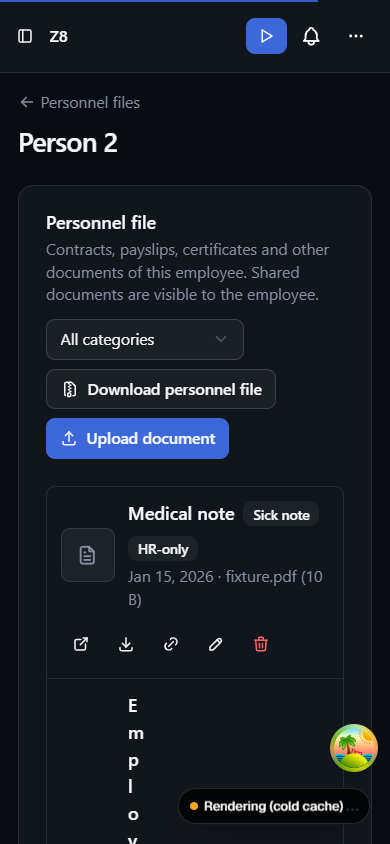 Z8
Personnel files
Person 2
Personnel file
Contracts, payslips, certificates and other
documents of this employee. Shared
documents are visible to the employee.
All categories
Download personnel file
Upload document
Medical note Sick note
HR-only
Jan 15, 2026 · fixture.pdf (10
B)
E
m
p
l
o
y
Rendering (cold cache)...